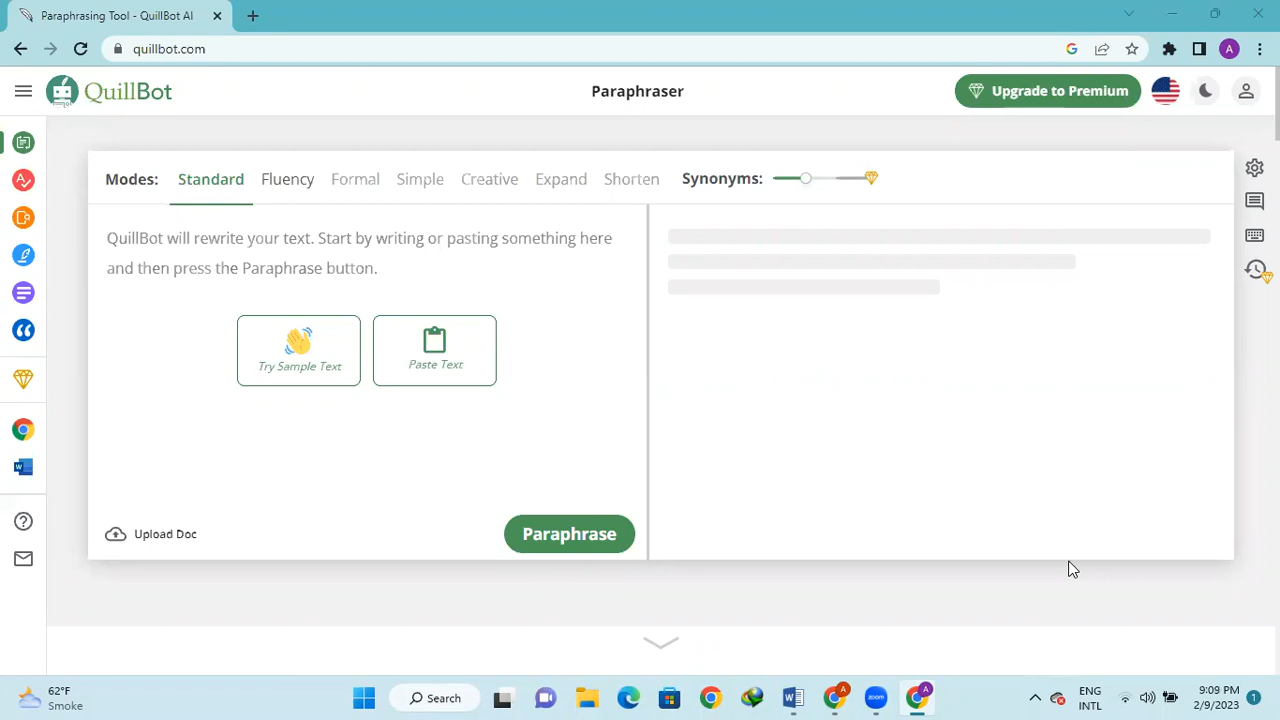 Paraphrasing Tool - QuillBot AI
quillbot.com
A
QuillBot
Paraphraser
Upgrade to Premium
Modes: Standard Fluency Formal Simple Creative Expand Shorten Synonyms:
QuillBot will rewrite your text. Start by writing or pasting something here
and then press the Paraphrase button.
Try Sample Text
Paste Text
Upload Doc
Paraphrase
62°F
Smoke
Search
A
zoom
A
ENG
INTL
9:09 PM
2/9/2023
1